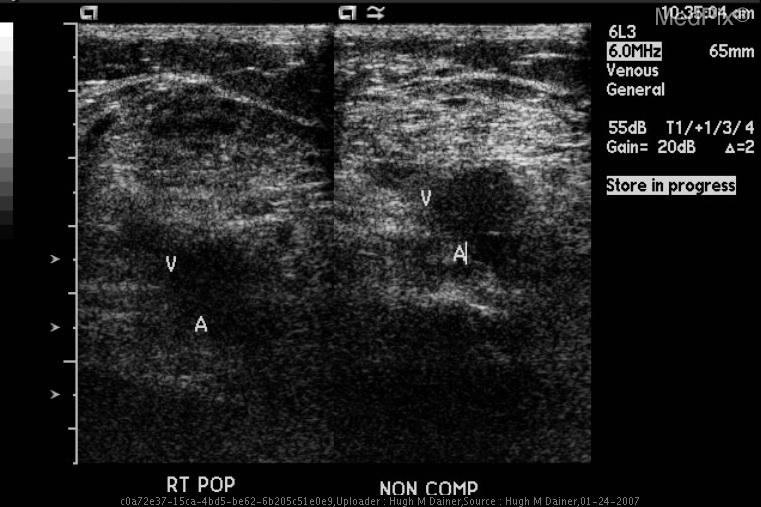 10:35:04 am
MedPix®
6L3
6.0MHz 65mm
Venous
General
55dB T1/+1/3/4
Gain= 20dB Δ=2
Store in progress
V
V
A
A
RT POP
NON COMP
c0a72e37-15ca-4bd5-be62-6b205c51e0e9,Uploader : Hugh M Dainer,Source : Hugh M Dainer,01-24-2007